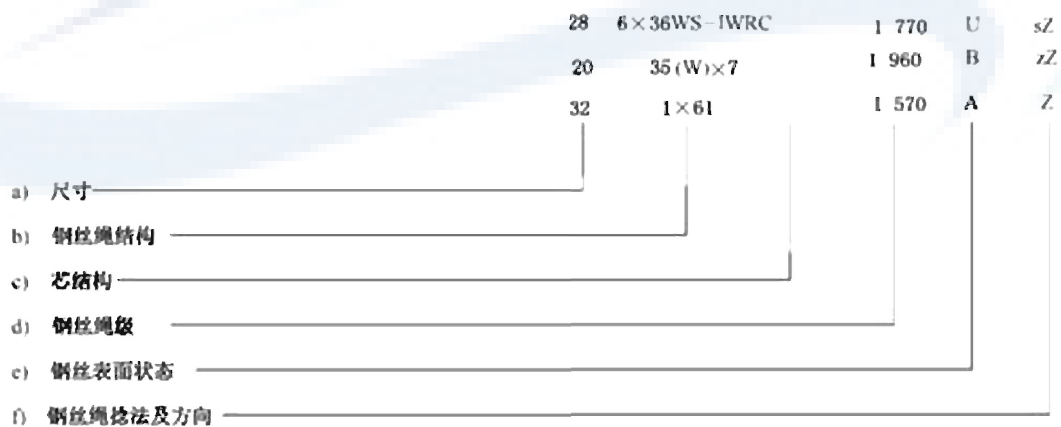 28 6×36WS-IWRC 1 770 U sZ
20 35(W)×7 1 960 B zZ
32 1×61 1 570 A Z
a) 尺寸
b) 钢丝绳结构
c) 芯结构
d) 钢丝绳级
e) 钢丝表面状态
f) 钢丝绳捻法及方向